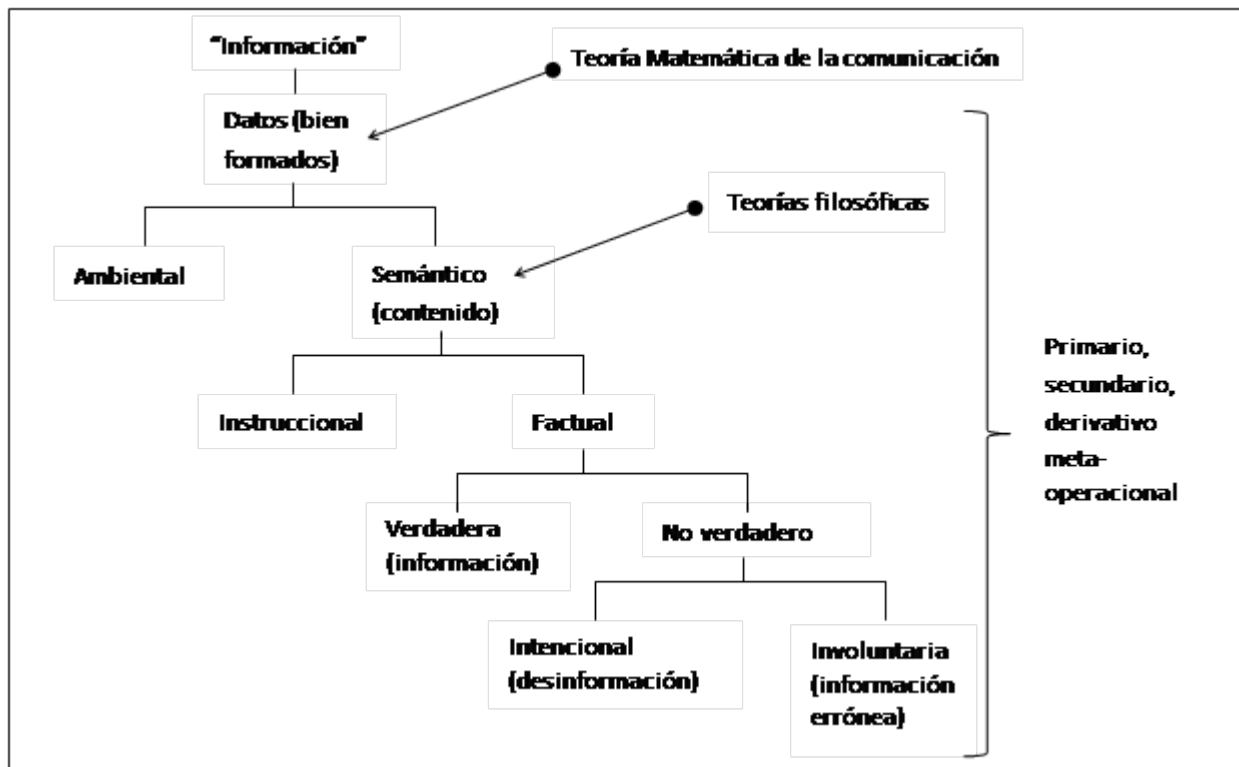 “Información”
Teoría Matemática de la comunicación
Datos (bien
formados)
Teorías filosóficas
Ambiental
Semántico
(contenido)
Primario,
secundario,
derivativo
meta-
operacional
Instruccional
Factual
Verdadera
(información)
No verdadero
Intencional
(desinformación)
Involuntaria
(información
errónea)